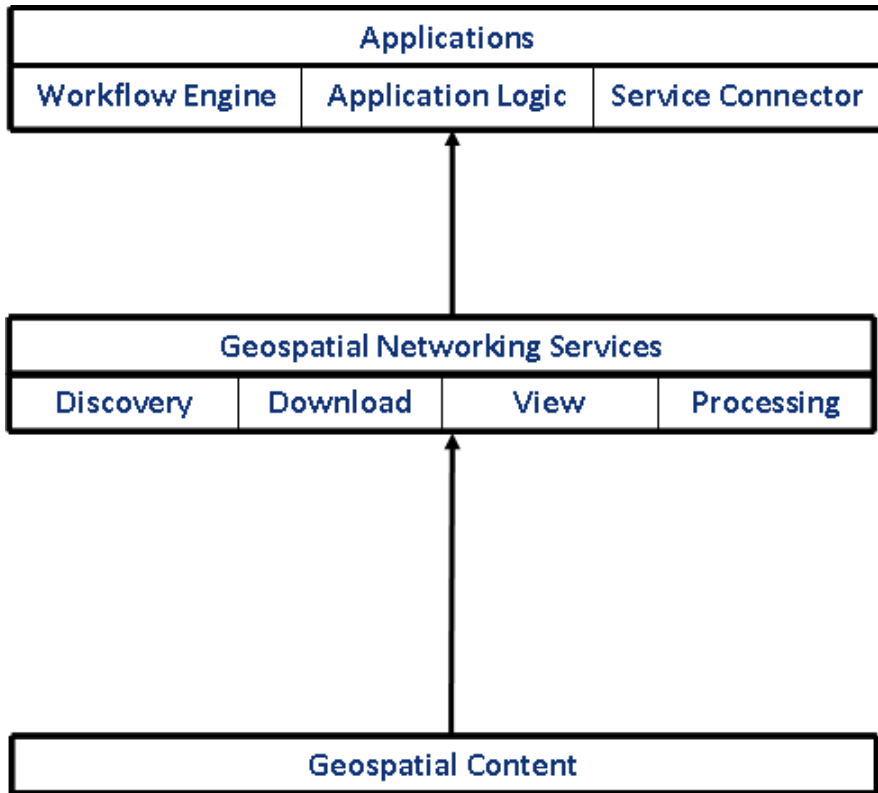 Applications
Workflow Engine Application Logic Service Connector
Geospatial Networking Services
Discovery Download View Processing
Geospatial Content